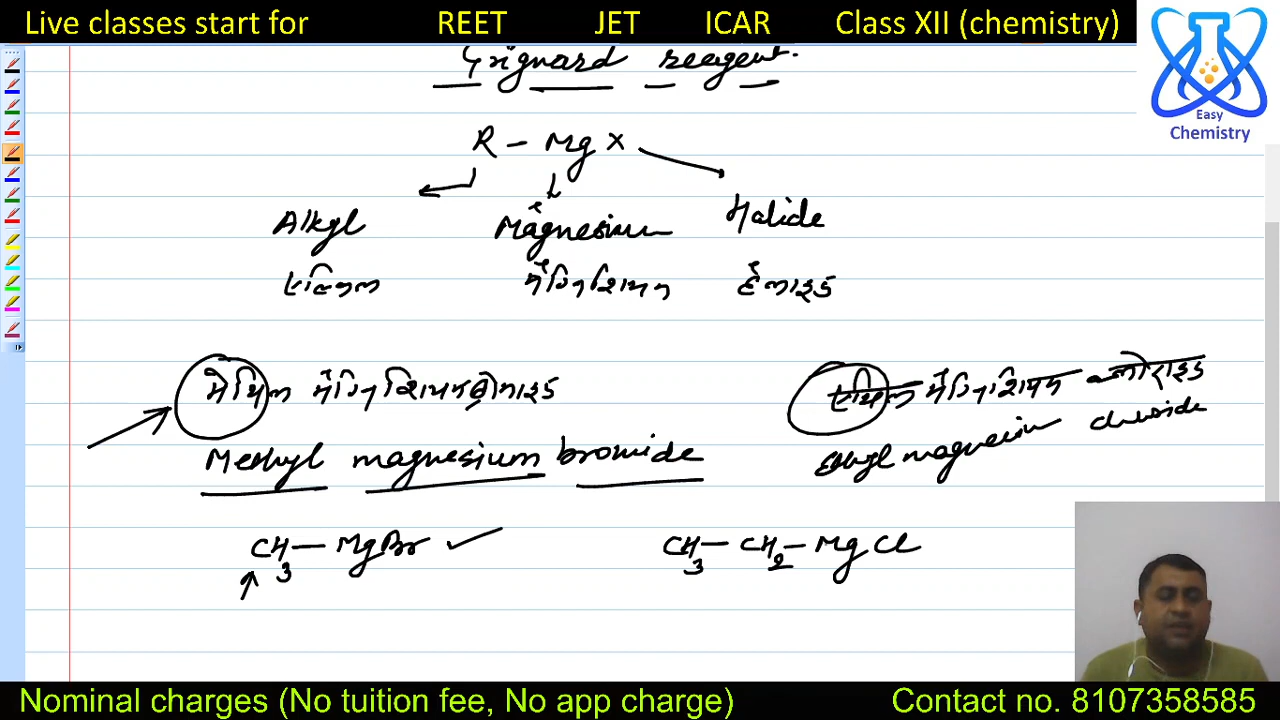 Live classes start for REET JET ICAR Class XII (chemistry)
Easy
Chemistry
Grignard reagent.
R - Mg X
Alkyl Magnesium Halide
एल्किल मैग्निशियम हैलाइड
मैथिल मैग्निशियम ब्रोमाइड
एथिल मैग्निशियम क्लोराइड
Methyl magnesium bromide
Ethyl magnesium chloride
CH3 — MgBr ✓ CH3 — CH2 — MgCl
Nominal charges (No tuition fee, No app charge) Contact no. 8107358585